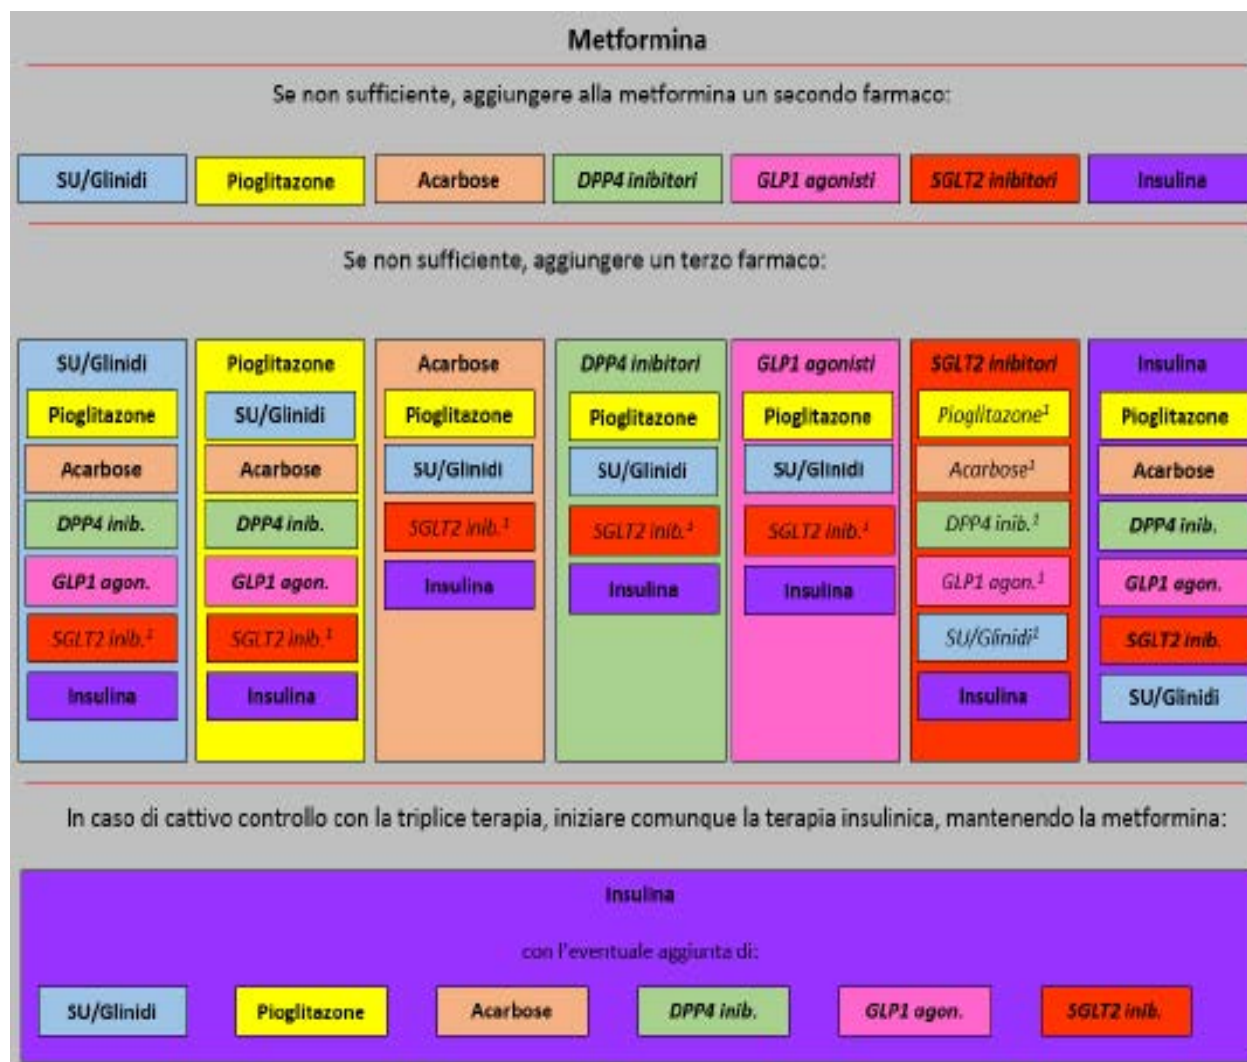 Metformina
Se non sufficiente, aggiungere alla metformina un secondo farmaco:
SU/Glinidi
Pioglitazone
Acarbose
DPP4 inibitori
GLP1 agonisti
SGLT2 inibitori
Insulina
Se non sufficiente, aggiungere un terzo farmaco:
SU/Glinidi
Pioglitazone
Acarbose
DPP4 inib.
GLP1 agon.
SGLT2 inib.¹
Insulina
Pioglitazone
SU/Glinidi
Acarbose
DPP4 inib.
GLP1 agon.
SGLT2 inib.¹
Insulina
Acarbose
Pioglitazone
SU/Glinidi
SGLT2 inib.¹
Insulina
DPP4 inibitori
Pioglitazone
SU/Glinidi
SGLT2 inib.¹
Insulina
GLP1 agonisti
Pioglitazone
SU/Glinidi
SGLT2 inib.¹
Insulina
SGLT2 inibitori
Pioglitazone¹
Acarbose¹
DPP4 inib.¹
GLP1 agon.¹
SU/Glinidi¹
Insulina
Insulina
Pioglitazone
Acarbose
DPP4 inib.
GLP1 agon.
SGLT2 inib.
SU/Glinidi
In caso di cattivo controllo con la triplice terapia, iniziare comunque la terapia insulinica, mantenendo la metformina:
Insulina
con l'eventuale aggiunta di:
SU/Glinidi
Pioglitazone
Acarbose
DPP4 inib.
GLP1 agon.
SGLT2 inib.